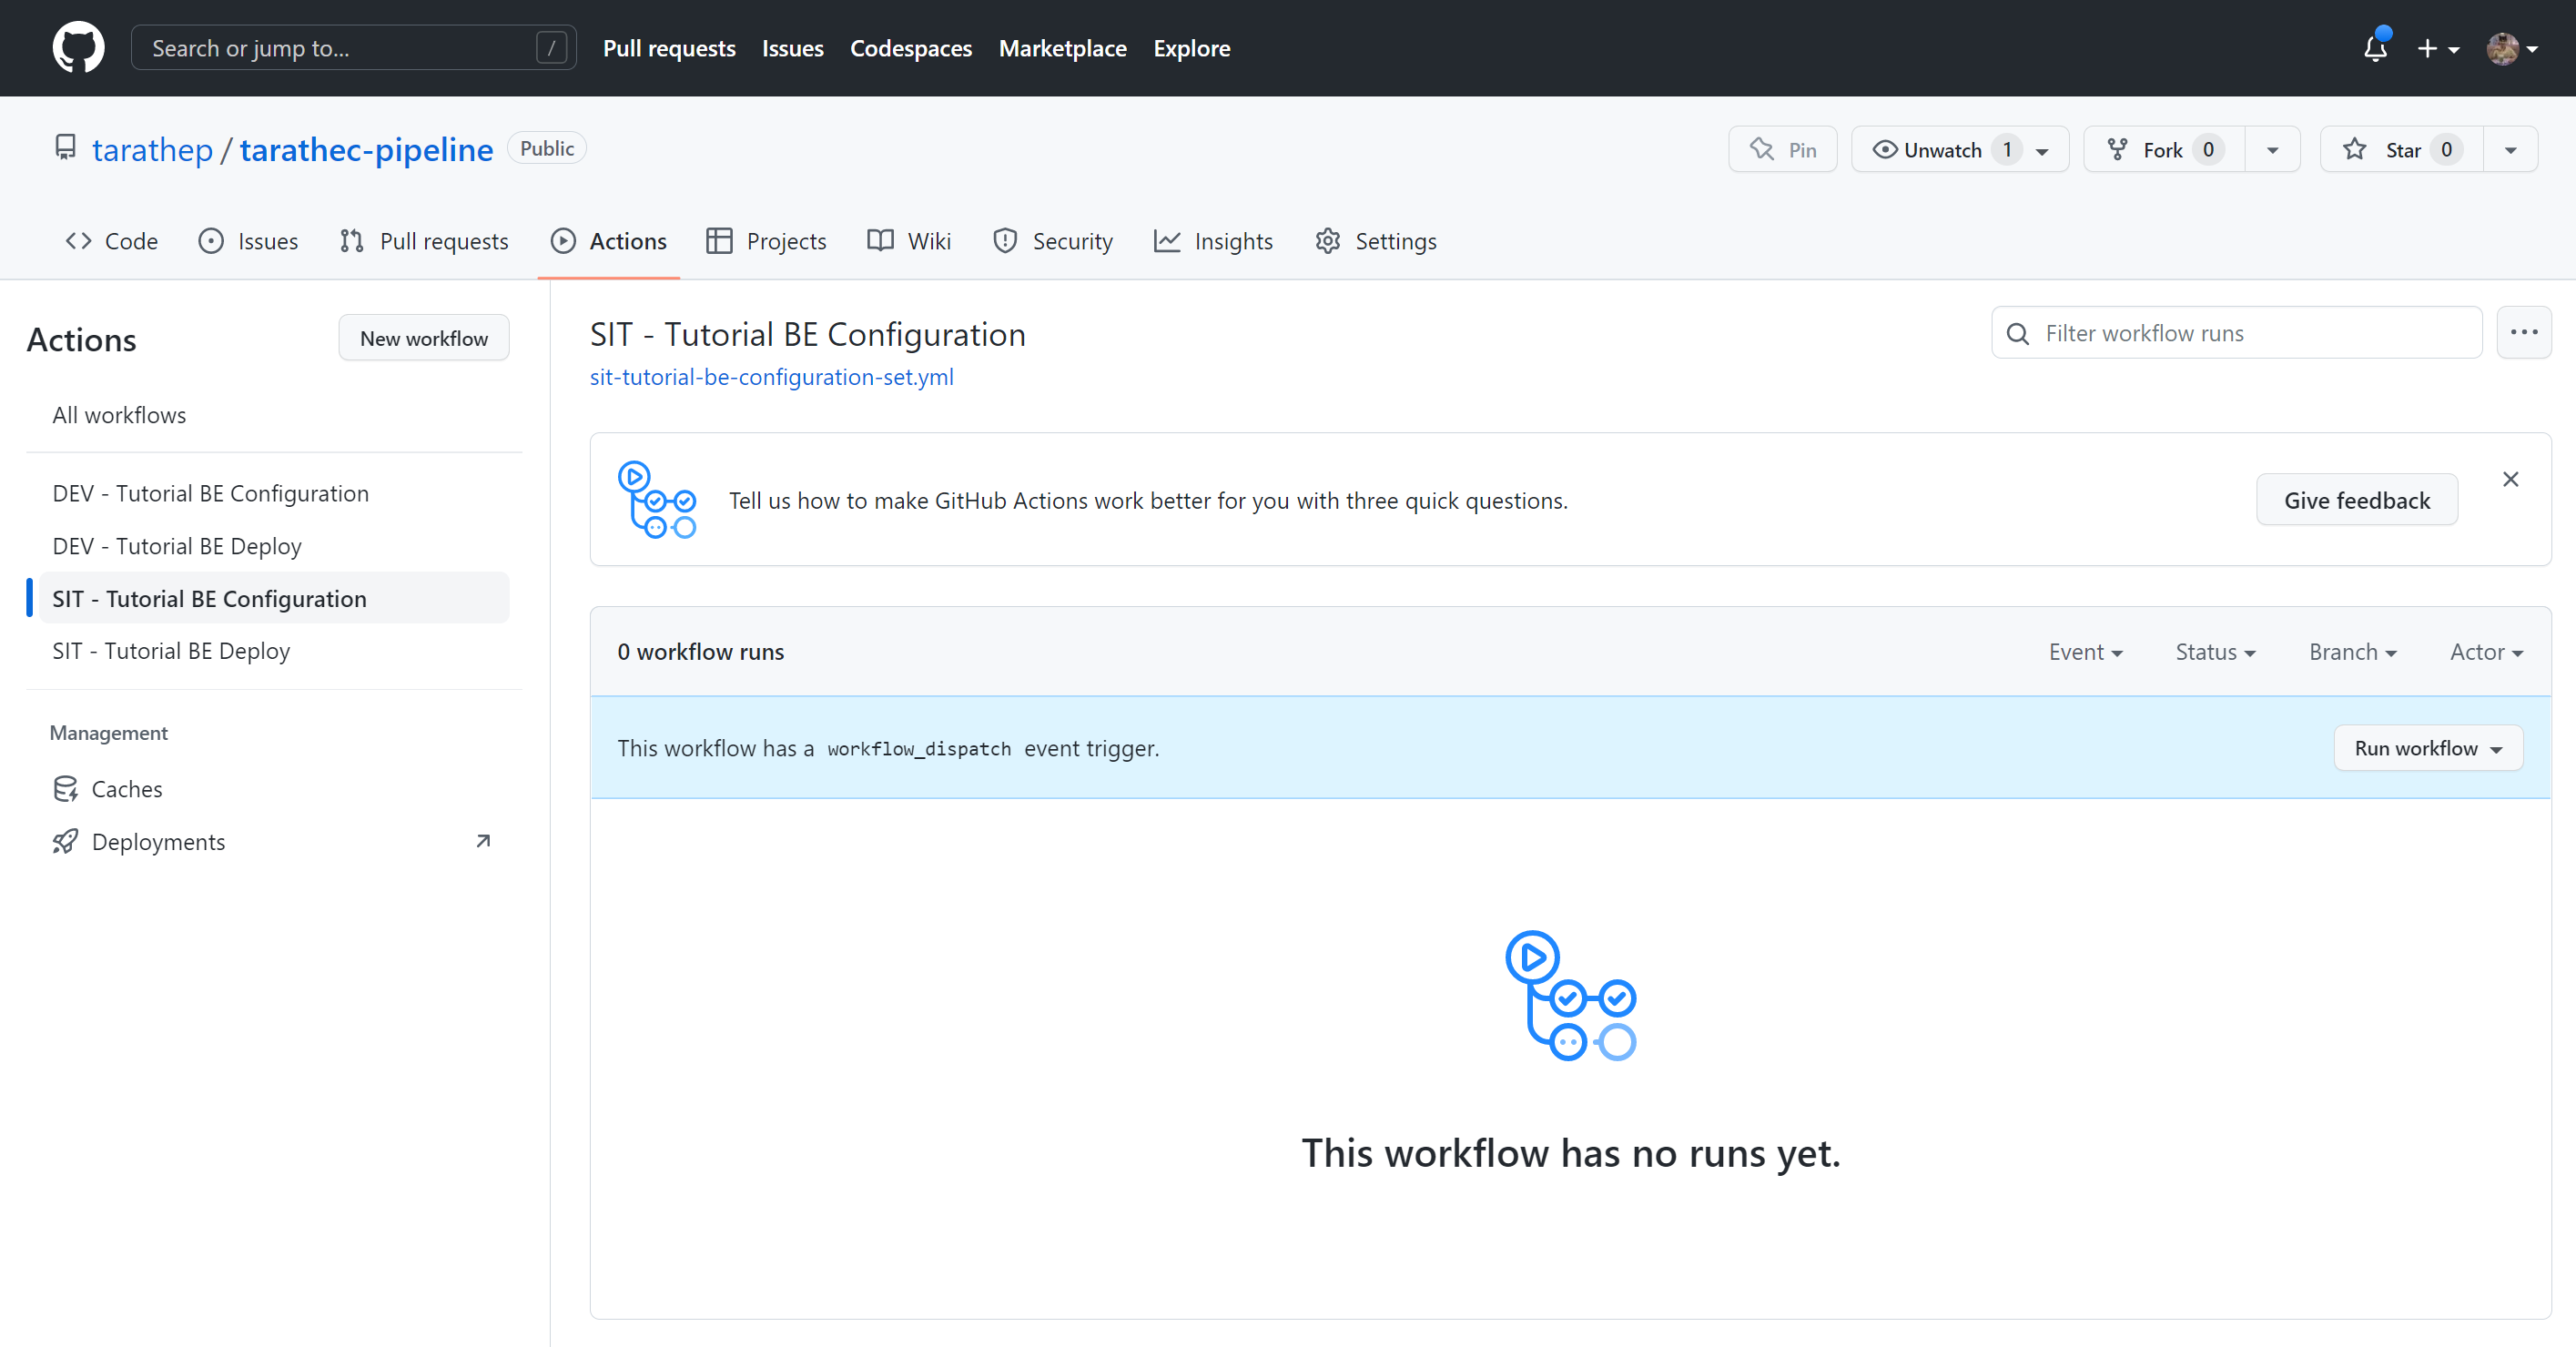 Search or jump to... /
Pull requests Issues Codespaces Marketplace Explore
tarathep / tarathec-pipeline Public
Pin Unwatch 1 Fork 0 Star 0
Code Issues Pull requests Actions Projects Wiki Security Insights Settings
Actions New workflow
All workflows
DEV - Tutorial BE Configuration
DEV - Tutorial BE Deploy
SIT - Tutorial BE Configuration
SIT - Tutorial BE Deploy
Management
Caches
Deployments
SIT - Tutorial BE Configuration
sit-tutorial-be-configuration-set.yml
Filter workflow runs
Tell us how to make GitHub Actions work better for you with three quick questions.
Give feedback
0 workflow runs
Event Status Branch Actor
This workflow has a workflow_dispatch event trigger.
Run workflow
This workflow has no runs yet.